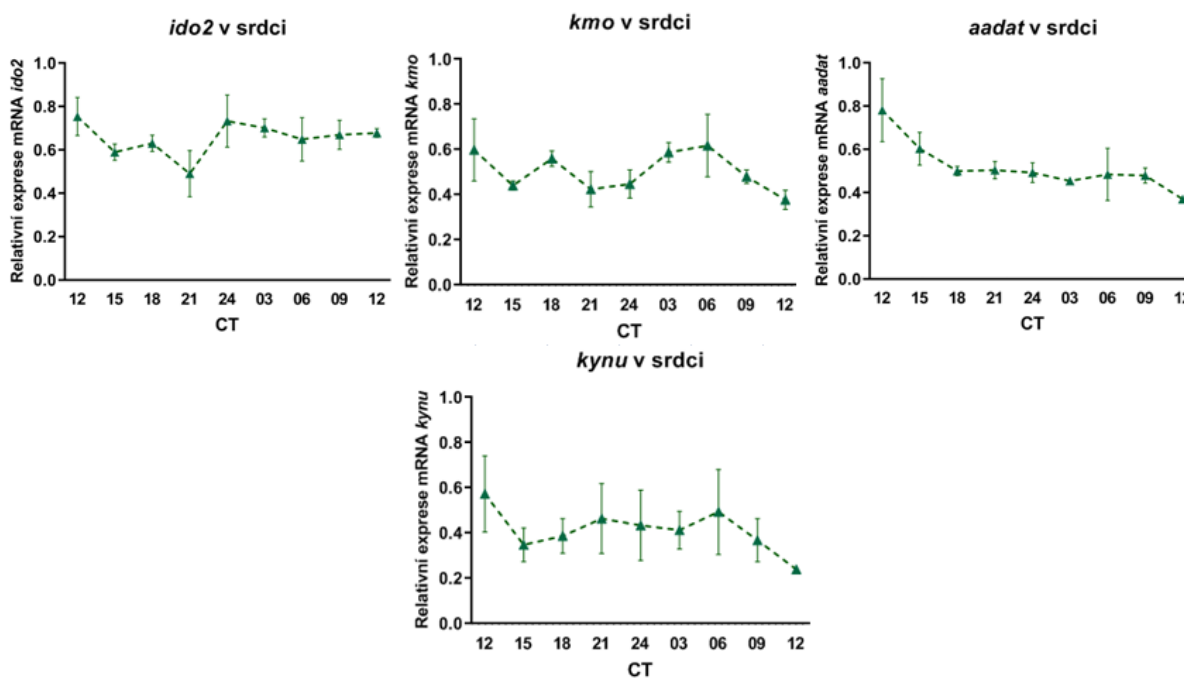 ido2 v srdci
Relativní exprese mRNA ido2
1.0
0.8
0.6
0.4
0.2
0.0
12 15 18 21 24 03 06 09 12
CT
kmo v srdci
Relativní exprese mRNA kmo
1.0
0.8
0.6
0.4
0.2
0.0
12 15 18 21 24 03 06 09 12
CT
aadat v srdci
Relativní exprese mRNA aadat
1.0
0.8
0.6
0.4
0.2
0.0
12 15 18 21 24 03 06 09 12
CT
kynu v srdci
Relativní exprese mRNA kynu
1.0
0.8
0.6
0.4
0.2
0.0
12 15 18 21 24 03 06 09 12
CT